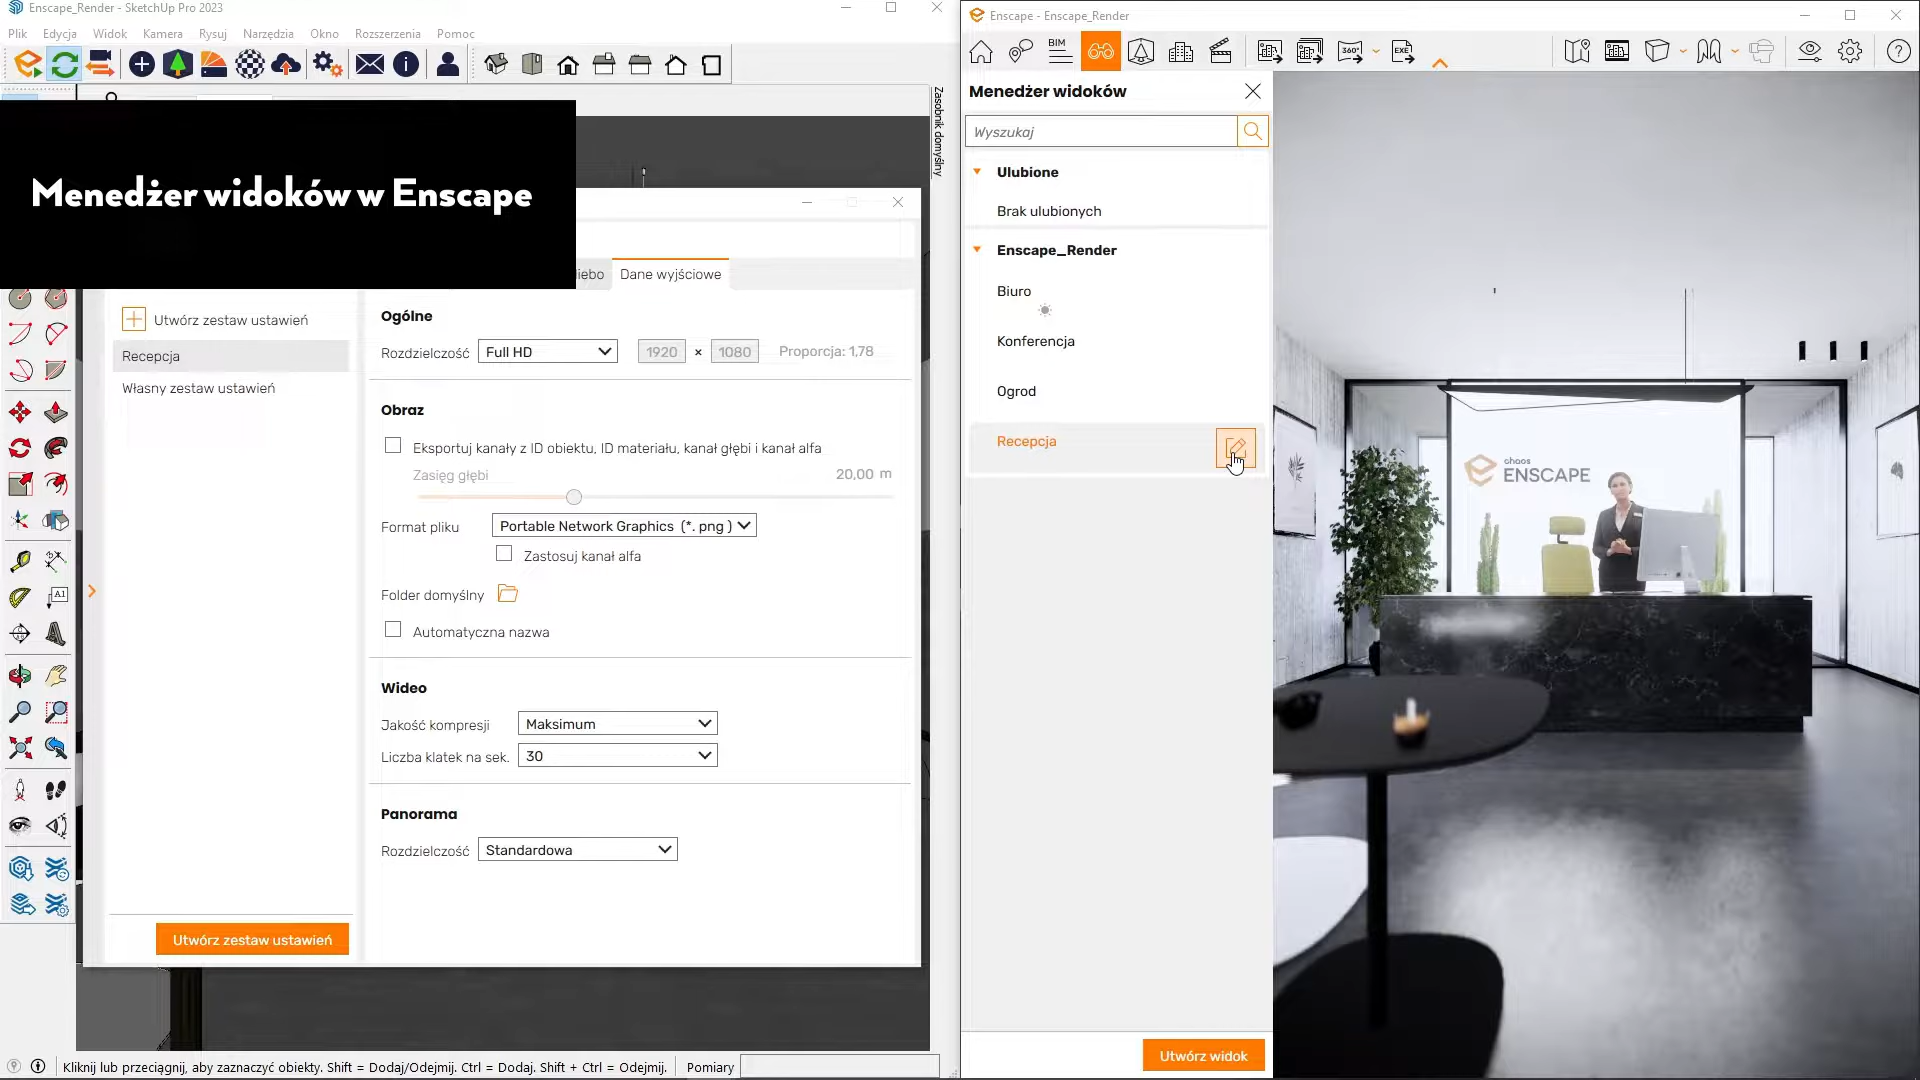 Enscape_Render - SketchUp Pro 2023
Plik Edycja Widok Kamera Rysuj Narzędzia Okno Rozszerzenia Pomoc
Zasobnik domyślny
Menedżer widoków w Enscape
Dane wyjściowe
Utwórz zestaw ustawień
Recepcja
Własny zestaw ustawień
Utwórz zestaw ustawień
Ogólne
Rozdzielczość Full HD 1920 × 1080 Proporcja: 1,78
Obraz
Eksportuj kanały z ID obiektu, ID materiału, kanał głębi i kanał alfa
Zasięg głębi 20,00 m
Format pliku Portable Network Graphics (*. png )
Zastosuj kanał alfa
Folder domyślny
Automatyczna nazwa
Wideo
Jakość kompresji Maksimum
Liczba klatek na sek. 30
Panorama
Rozdzielczość Standardowa
Kliknij lub przeciągnij, aby zaznaczyć obiekty. Shift = Dodaj/Odejmij. Ctrl = Dodaj. Shift + Ctrl = Odejmij. Pomiary
Enscape - Enscape_Render
BIM
360°
EXE
Menedżer widoków
Wyszukaj
Ulubione
Brak ulubionych
Enscape_Render
Biuro
Konferencja
Ogrod
Recepcja
Utwórz widok
chaos
ENSCAPE